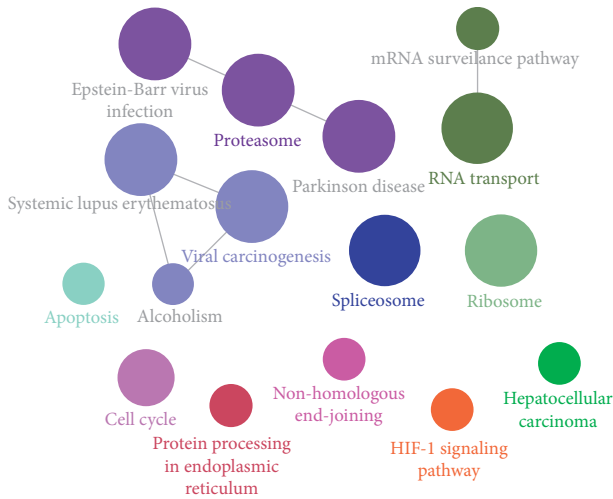 mRNA surveilance pathway
Epstein-Barr virus
infection
Proteasome
Parkinson disease
RNA transport
Systemic lupus erythematosus
Viral carcinogenesis
Spliceosome
Ribosome
Apoptosis
Alcoholism
Cell cycle
Non-homologous
end-joining
Hepatocellular
carcinoma
Protein processing
in endoplasmic
reticulum
HIF-1 signaling
pathway